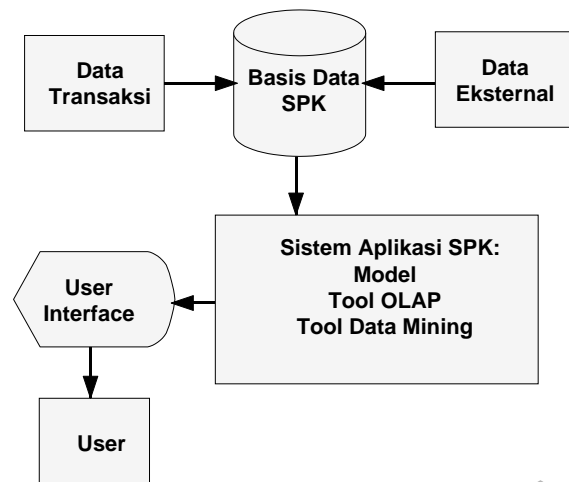 Data
Transaksi
Basis Data
SPK
Data
Eksternal
Sistem Aplikasi SPK:
Model
Tool OLAP
Tool Data Mining
User
Interface
User